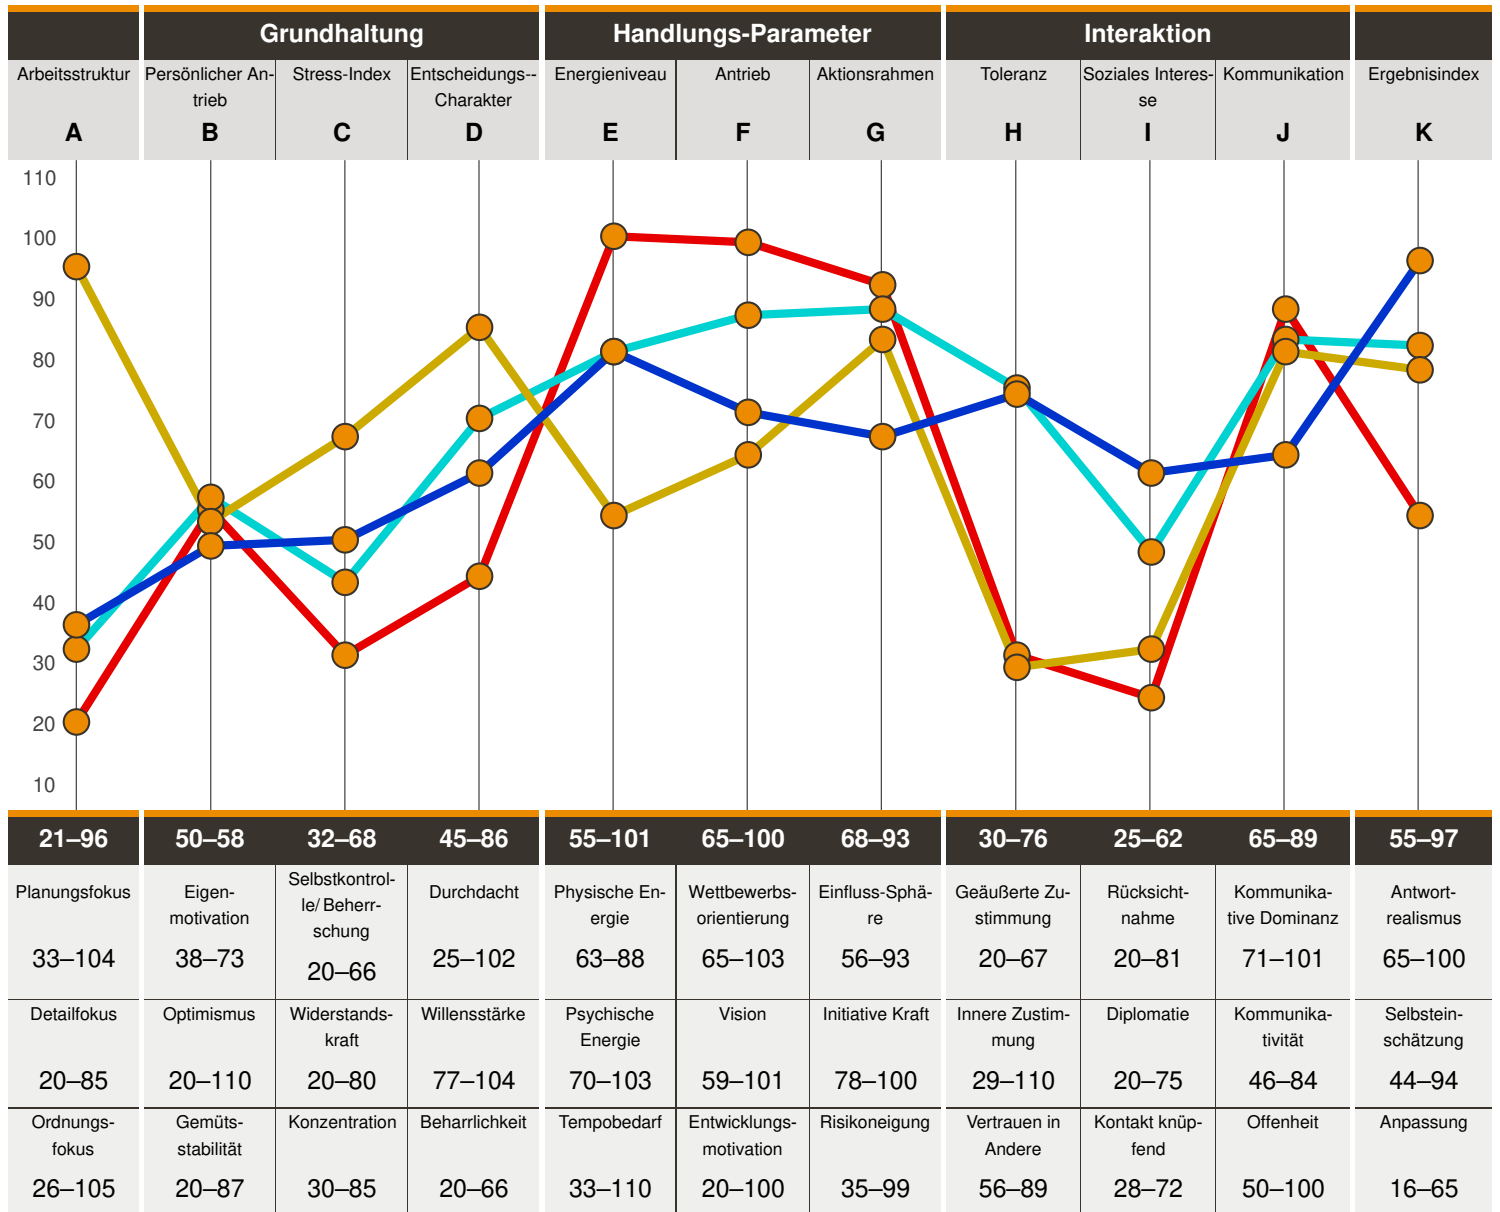 Grundhaltung Handlungs-Parameter Interaktion
Arbeitsstruktur Persönlicher An- Stress-Index Entscheidungs-- Energieniveau Antrieb Aktionsrahmen Toleranz Soziales Interes- Kommunikation Ergebnisindex
trieb Charakter se
A B C D E F G H I J K
110
100
90
80
70
60
50
40
30
20
10
21–96 50–58 32–68 45–86 55–101 65–100 68–93 30–76 25–62 65–89 55–97
Planungsfokus Eigen- Selbstkontrol- Durchdacht Physische En- Wettbewerbs- Einfluss-Sphä- Geäußerte Zu- Rücksicht- Kommunika- Antwort-
motivation le/ Beherr- ergie orientierung re stimmung nahme tive Dominanz realismus
schung
33–104 38–73 20–66 25–102 63–88 65–103 56–93 20–67 20–81 71–101 65–100
Detailfokus Optimismus Widerstands- Willensstärke Psychische Vision Initiative Kraft Innere Zustim- Diplomatie Kommunika- Selbstein-
kraft Energie mung tivität schätzung
20–85 20–110 20–80 77–104 70–103 59–101 78–100 29–110 20–75 46–84 44–94
Ordnungs- Gemüts- Konzentration Beharrlichkeit Tempobedarf Entwicklungs- Risikoneigung Vertrauen in Kontakt knüp- Offenheit Anpassung
fokus stabilität motivation Andere fend
26–105 20–87 30–85 20–66 33–110 20–100 35–99 56–89 28–72 50–100 16–65